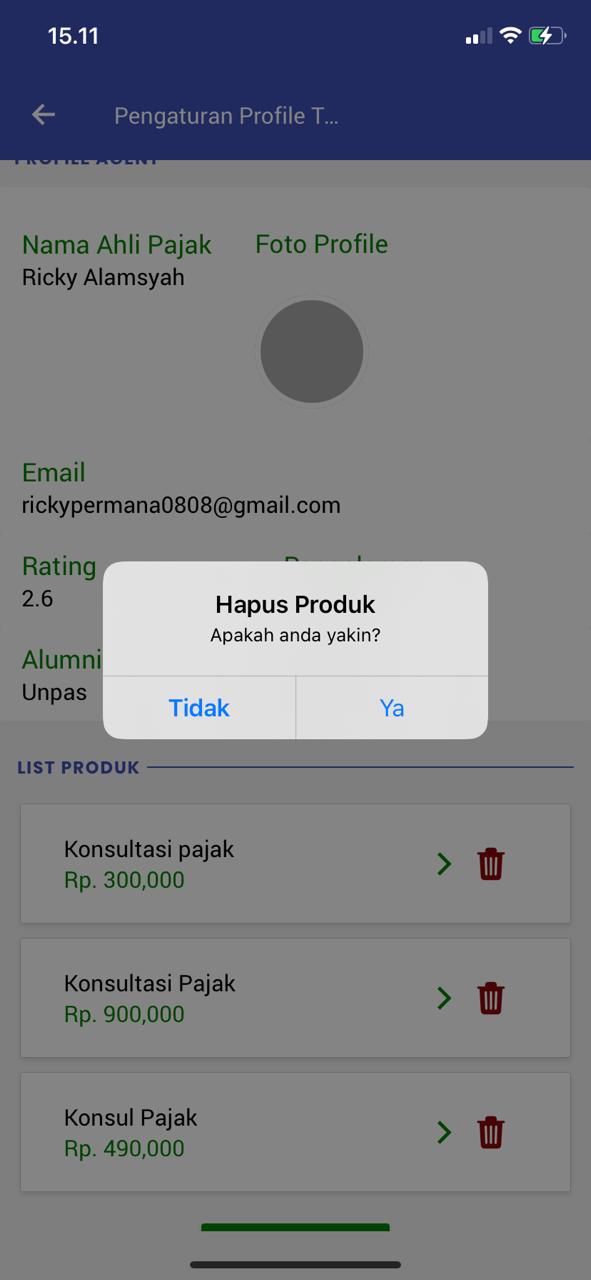 15.11
Pengaturan Profile T...
PROFILE AGENT
Nama Ahli Pajak
Foto Profile
Ricky Alamsyah
Email
rickypermana0808@gmail.com
Rating
2.6
Alumni
Unpas
Hapus Produk
Apakah anda yakin?
Tidak
Ya
LIST PRODUK
Konsultasi pajak
Rp. 300,000
Konsultasi Pajak
Rp. 900,000
Konsul Pajak
Rp. 490,000